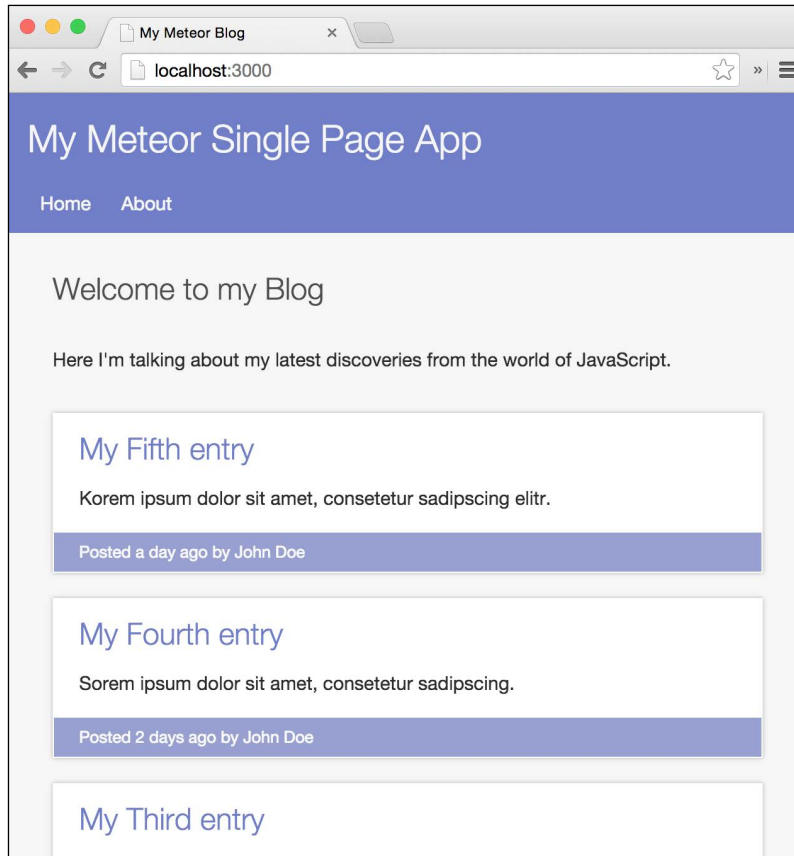 My Meteor Blog
localhost:3000
My Meteor Single Page App
Home About
Welcome to my Blog
Here I'm talking about my latest discoveries from the world of JavaScript.
My Fifth entry
Korem ipsum dolor sit amet, consetetur sadipscing elitr.
Posted a day ago by John Doe
My Fourth entry
Sorem ipsum dolor sit amet, consetetur sadipscing.
Posted 2 days ago by John Doe
My Third entry